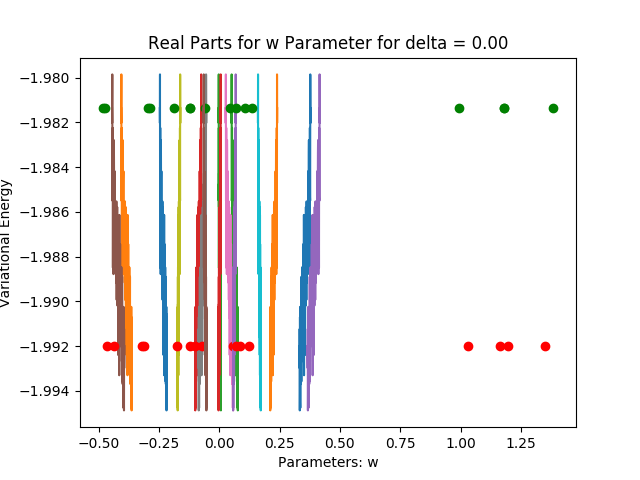 Real Parts for w Parameter for delta = 0.00
Variational Energy
−1.980
−1.982
−1.984
−1.986
−1.988
−1.990
−1.992
−1.994
−0.50 −0.25 0.00 0.25 0.50 0.75 1.00 1.25
Parameters: w